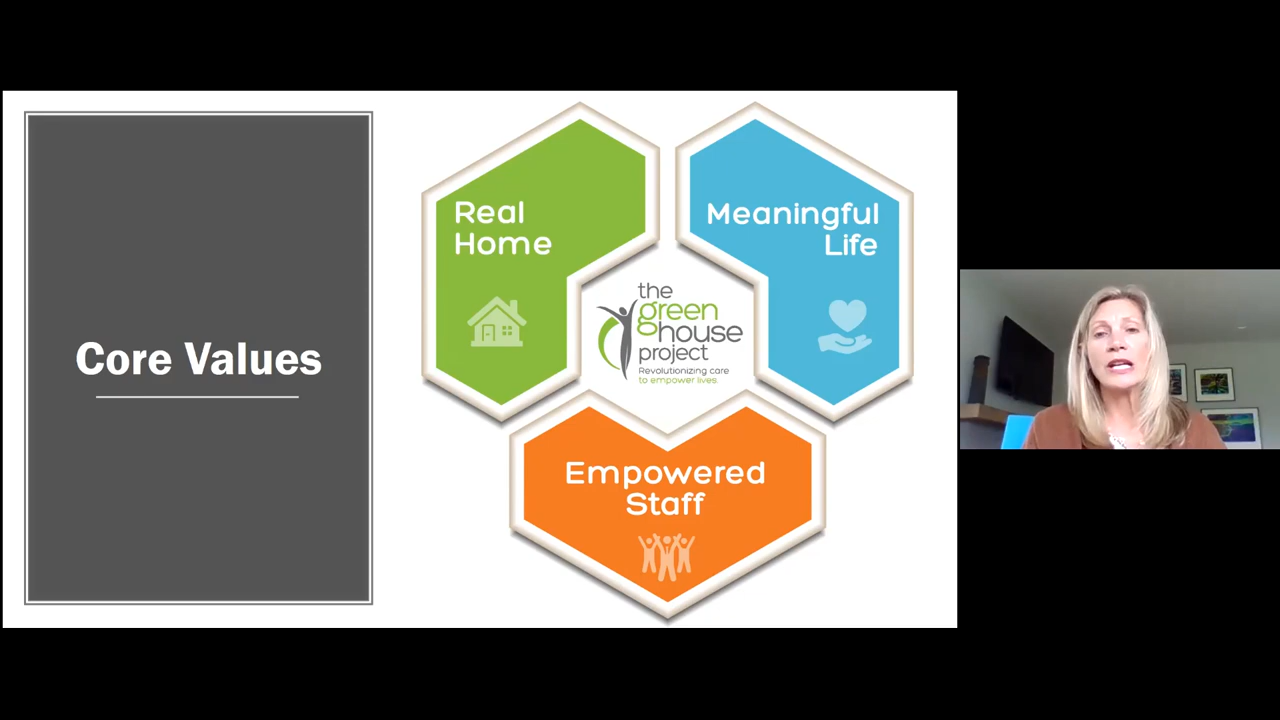 Core Values
Real
Home
Meaningful
Life
the
green
house
project
Revolutionizing care
to empower lives.
Empowered
Staff